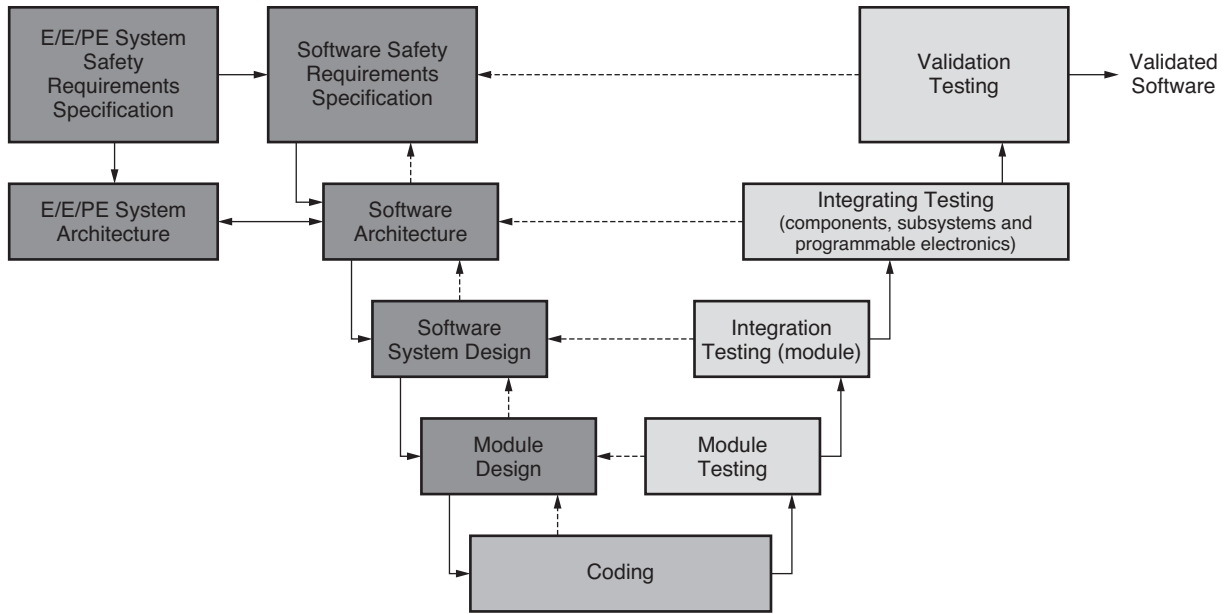 E/E/PE System
Safety
Requirements
Specification
Software Safety
Requirements
Specification
Validation
Testing
Validated
Software
E/E/PE System
Architecture
Software
Architecture
Integrating Testing
(components, subsystems and
programmable electronics)
Software
System Design
Integration
Testing (module)
Module
Design
Module
Testing
Coding